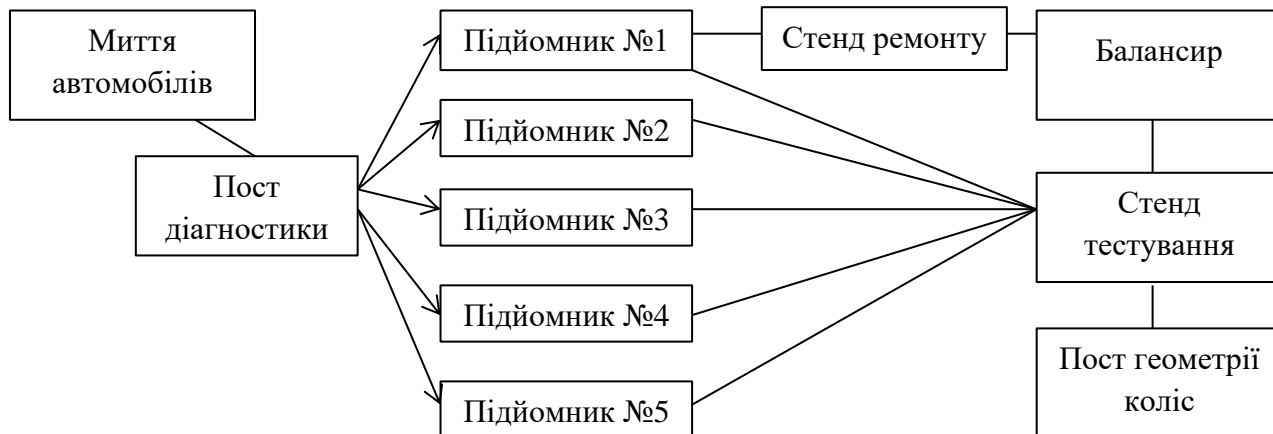 Миття
автомобілів
Пост
діагностики
Підйомник №1
Підйомник №2
Підйомник №3
Підйомник №4
Підйомник №5
Стенд ремонту
Балансир
Стенд
тестування
Пост геометрії
коліс